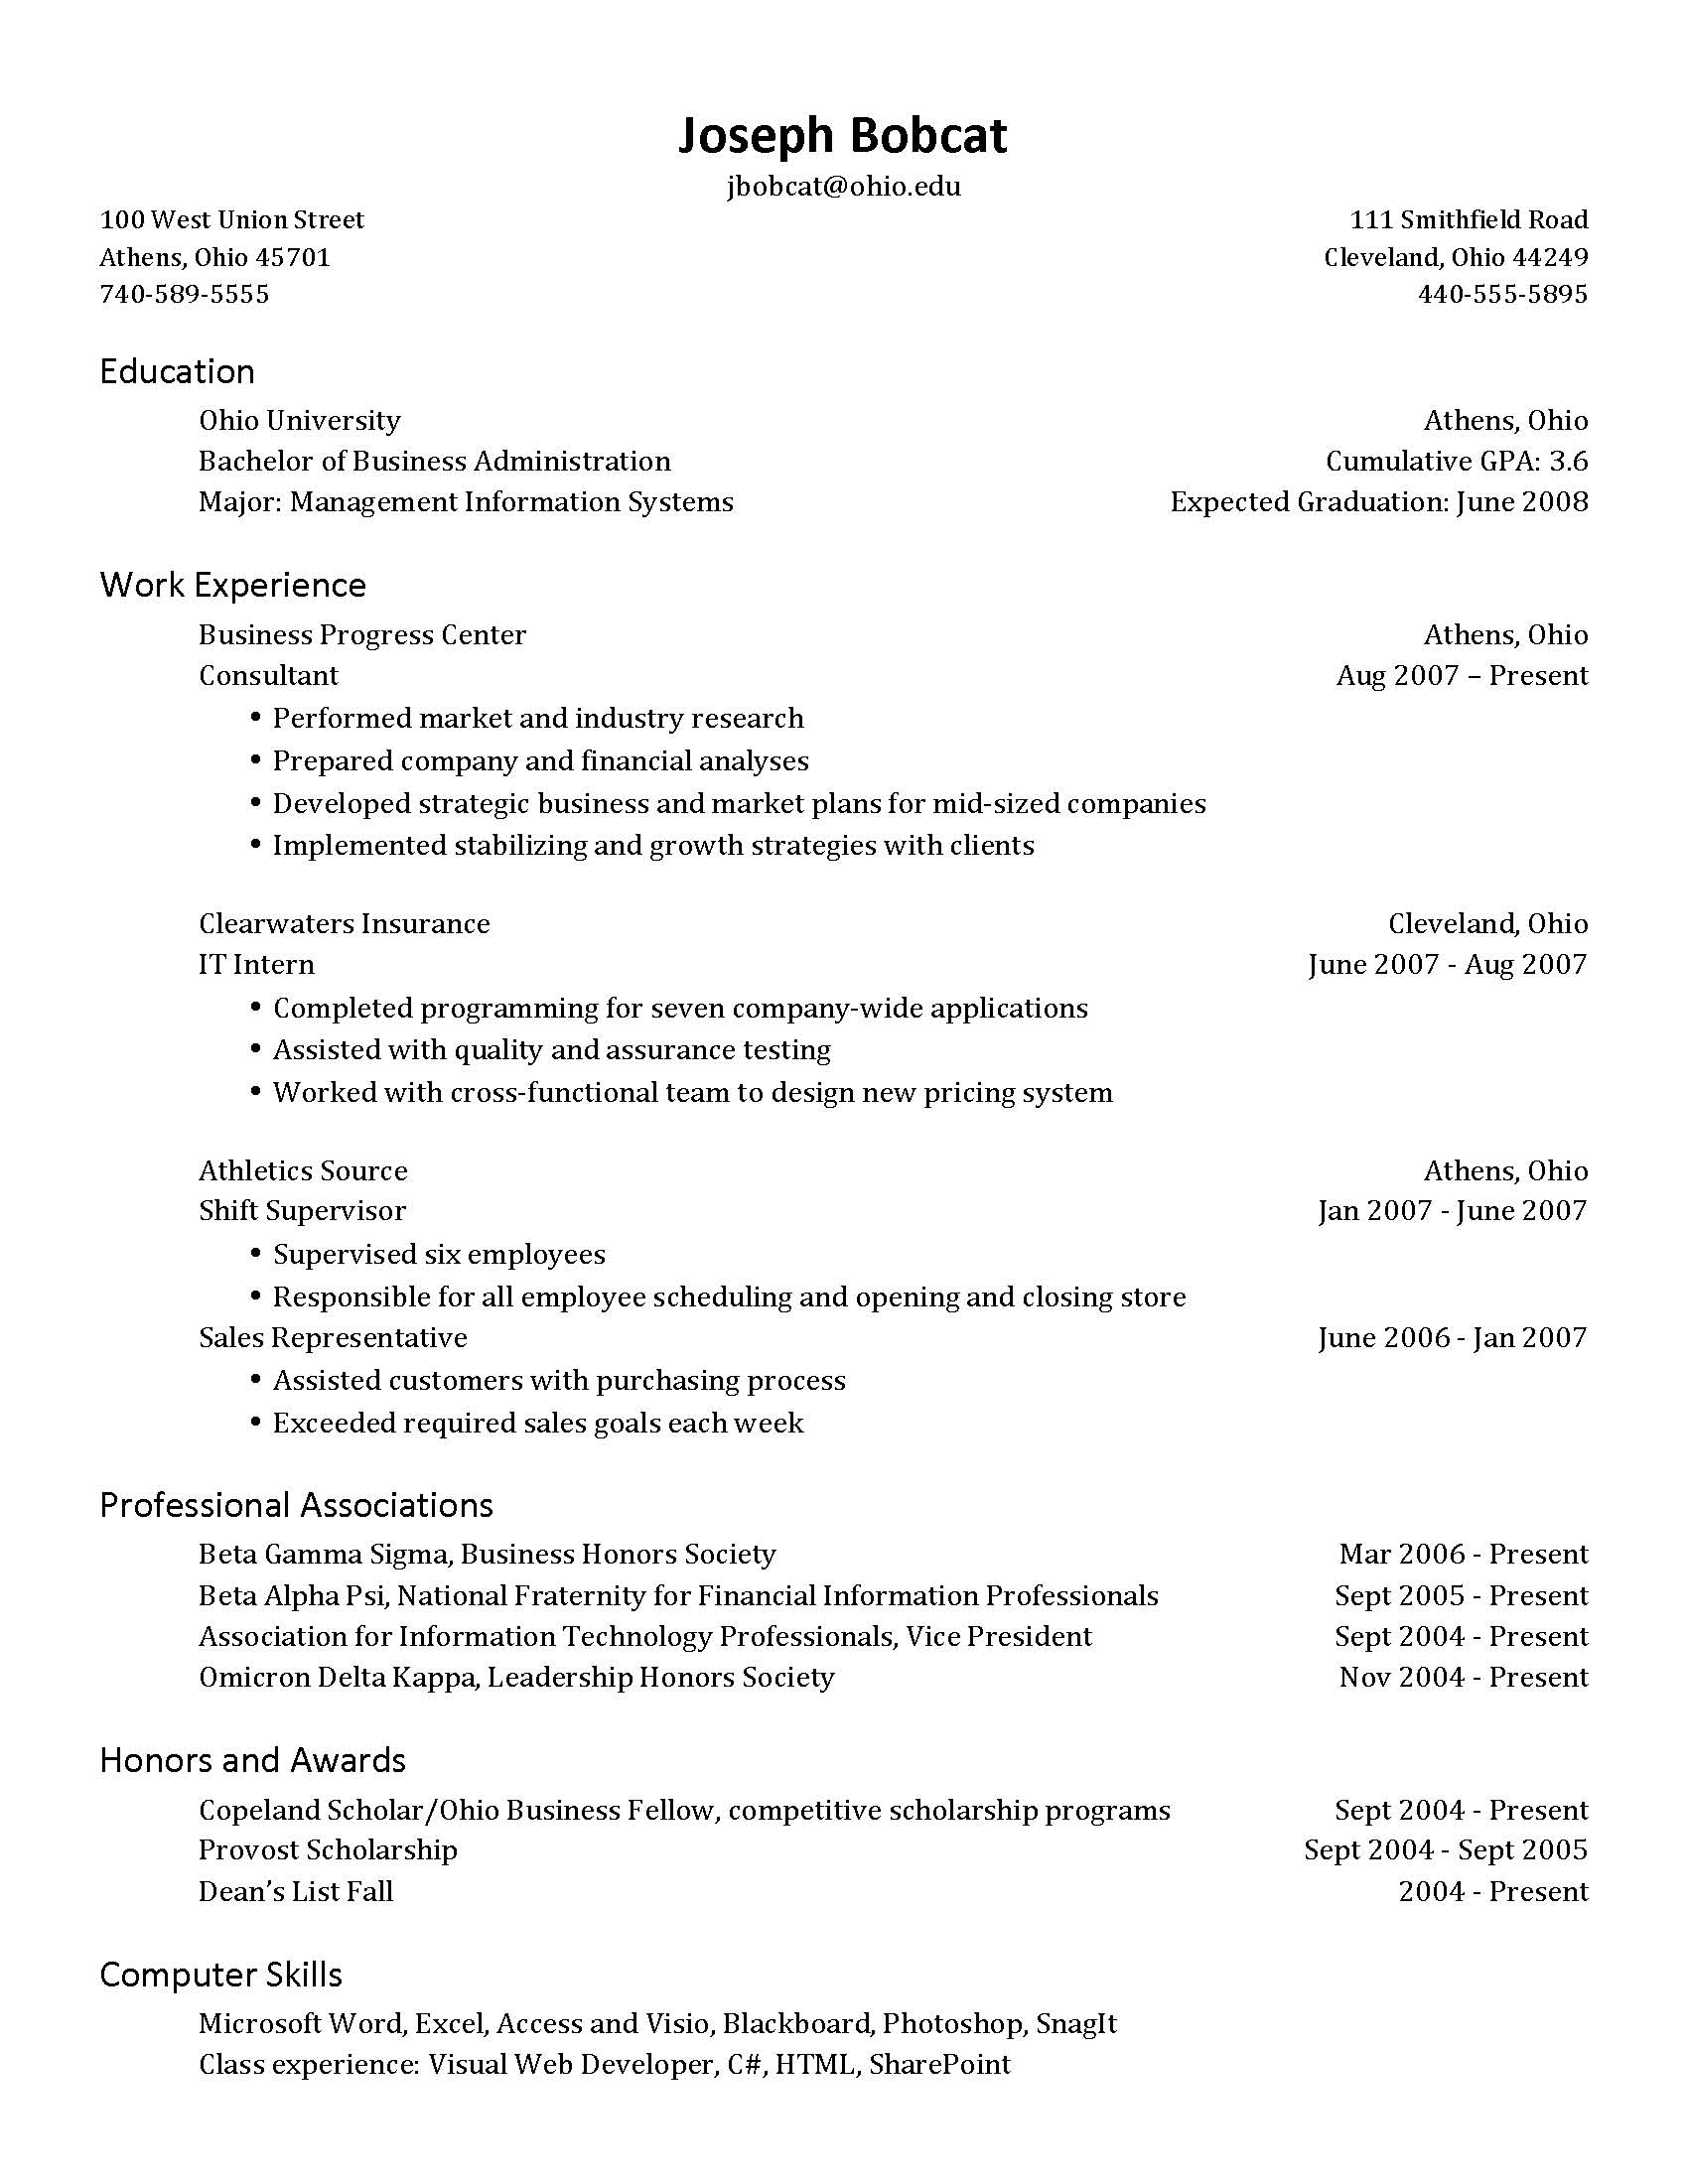 Joseph Bobcat
jbobcat@ohio.edu
100 West Union Street 111 Smithfield Road
Athens, Ohio 45701 Cleveland, Ohio 44249
740-589-5555 440-555-5895
Education
Ohio University Athens, Ohio
Bachelor of Business Administration Cumulative GPA: 3.6
Major: Management Information Systems Expected Graduation: June 2008
Work Experience
Business Progress Center Athens, Ohio
Consultant Aug 2007 – Present
• Performed market and industry research
• Prepared company and financial analyses
• Developed strategic business and market plans for mid-sized companies
• Implemented stabilizing and growth strategies with clients
Clearwaters Insurance Cleveland, Ohio
IT Intern June 2007 - Aug 2007
• Completed programming for seven company-wide applications
• Assisted with quality and assurance testing
• Worked with cross-functional team to design new pricing system
Athletics Source Athens, Ohio
Shift Supervisor Jan 2007 - June 2007
• Supervised six employees
• Responsible for all employee scheduling and opening and closing store
Sales Representative June 2006 - Jan 2007
• Assisted customers with purchasing process
• Exceeded required sales goals each week
Professional Associations
Beta Gamma Sigma, Business Honors Society Mar 2006 - Present
Beta Alpha Psi, National Fraternity for Financial Information Professionals Sept 2005 - Present
Association for Information Technology Professionals, Vice President Sept 2004 - Present
Omicron Delta Kappa, Leadership Honors Society Nov 2004 - Present
Honors and Awards
Copeland Scholar/Ohio Business Fellow, competitive scholarship programs Sept 2004 - Present
Provost Scholarship Sept 2004 - Sept 2005
Dean’s List Fall 2004 - Present
Computer Skills
Microsoft Word, Excel, Access and Visio, Blackboard, Photoshop, SnagIt
Class experience: Visual Web Developer, C#, HTML, SharePoint